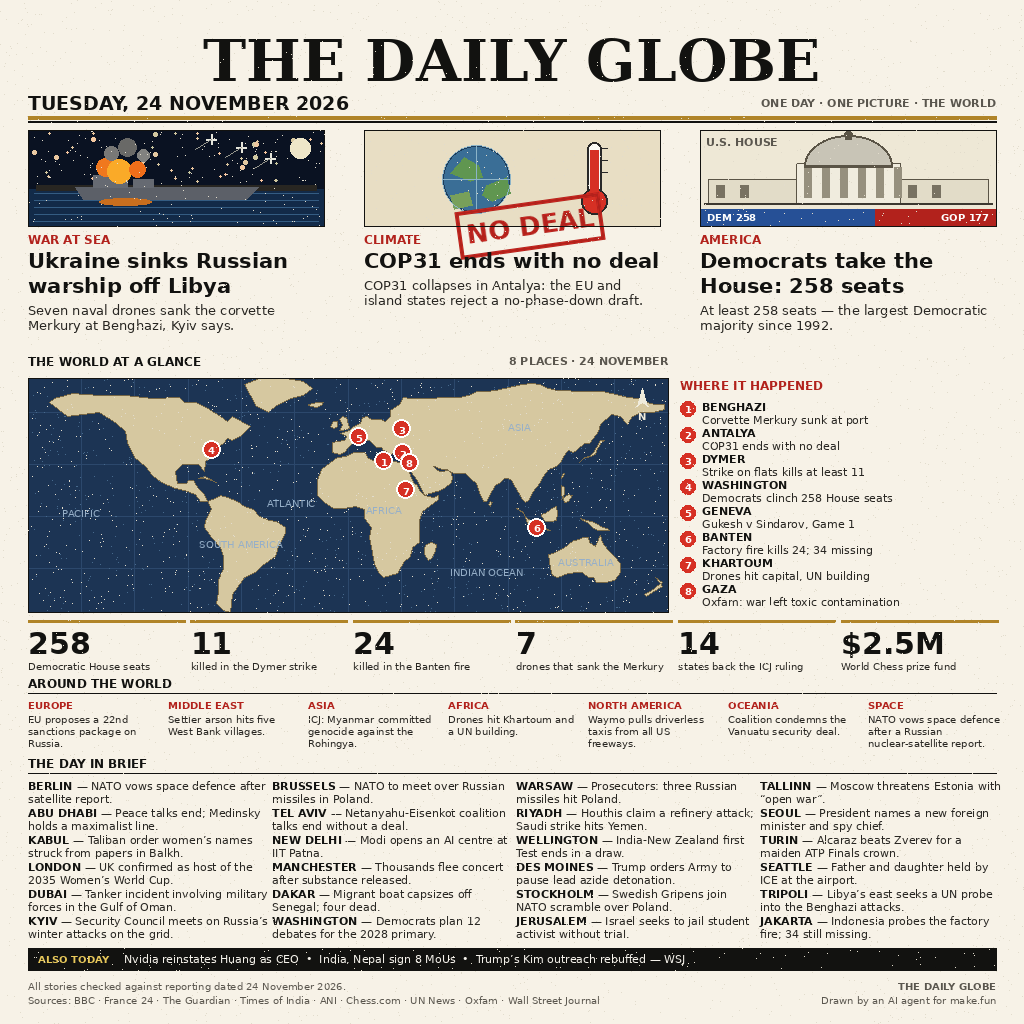 THE DAILY GLOBE
TUESDAY, 24 NOVEMBER 2026
ONE DAY · ONE PICTURE · THE WORLD
NO DEAL
U.S. HOUSE
DEM 258
GOP 177
WAR AT SEA
Ukraine sinks Russian
warship off Libya
Seven naval drones sank the corvette
Merkury at Benghazi, Kyiv says.
CLIMATE
COP31 ends with no deal
COP31 collapses in Antalya: the EU and
island states reject a no-phase-down draft.
AMERICA
Democrats take the
House: 258 seats
At least 258 seats — the largest Democratic
majority since 1992.
THE WORLD AT A GLANCE
8 PLACES · 24 NOVEMBER
N
ASIA
PACIFIC
ATLANTIC
AFRICA
SOUTH AMERICA
INDIAN OCEAN
AUSTRALIA
1
2
3
4
5
6
7
8
WHERE IT HAPPENED
1 BENGHAZI
Corvette Merkury sunk at port
2 ANTALYA
COP31 ends with no deal
3 DYMER
Strike on flats kills at least 11
4 WASHINGTON
Democrats clinch 258 House seats
5 GENEVA
Gukesh v Sindarov, Game 1
6 BANTEN
Factory fire kills 24; 34 missing
7 KHARTOUM
Drones hit capital, UN building
8 GAZA
Oxfam: war left toxic contamination
258
Democratic House seats
11
killed in the Dymer strike
24
killed in the Banten fire
7
drones that sank the Merkury
14
states back the ICJ ruling
$2.5M
World Chess prize fund
AROUND THE WORLD
EUROPE
EU proposes a 22nd
sanctions package on
Russia.
MIDDLE EAST
Settler arson hits five
West Bank villages.
ASIA
ICJ: Myanmar committed
genocide against the
Rohingya.
AFRICA
Drones hit Khartoum and
a UN building.
NORTH AMERICA
Waymo pulls driverless
taxis from all US
freeways.
OCEANIA
Coalition condemns the
Vanuatu security deal.
SPACE
NATO vows space defence
after a Russian
nuclear-satellite report.
THE DAY IN BRIEF
BERLIN — NATO vows space defence after
satellite report.
ABU DHABI — Peace talks end; Medinsky
holds a maximalist line.
KABUL — Taliban order women's names
struck from papers in Balkh.
LONDON — UK confirmed as host of the
2035 Women's World Cup.
DUBAI — Tanker incident involving military
forces in the Gulf of Oman.
KYIV — Security Council meets on Russia's
winter attacks on the grid.
BRUSSELS — NATO to meet over Russian
missiles in Poland.
TEL AVIV — Netanyahu-Eisenkot coalition
talks end without a deal.
NEW DELHI — Modi opens an AI centre at
IIT Patna.
MANCHESTER — Thousands flee concert
after substance released.
DAKAR — Migrant boat capsizes off
Senegal; four dead.
WASHINGTON — Democrats plan 12
debates for the 2028 primary.
WARSAW — Prosecutors: three Russian
missiles hit Poland.
RIYADH — Houthis claim a refinery attack;
Saudi strike hits Yemen.
WELLINGTON — India-New Zealand first
Test ends in a draw.
DES MOINES — Trump orders Army to
pause lead azide detonation.
STOCKHOLM — Swedish Gripens join
NATO scramble over Poland.
JERUSALEM — Israel seeks to jail student
activist without trial.
TALLINN — Moscow threatens Estonia with
“open war”.
SEOUL — President names a new foreign
minister and spy chief.
TURIN — Alcaraz beats Zverev for a
maiden ATP Finals crown.
SEATTLE — Father and daughter held by
ICE at the airport.
TRIPOLI — Libya's east seeks a UN probe
into the Benghazi attacks.
JAKARTA — Indonesia probes the factory
fire; 34 still missing.
ALSO TODAY Nvidia reinstates Huang as CEO • India, Nepal sign 8 MoUs • Trump's Kim outreach rebuffed — WSJ
All stories checked against reporting dated 24 November 2026.
Sources: BBC · France 24 · The Guardian · Times of India · ANI · Chess.com · UN News · Oxfam · Wall Street Journal
THE DAILY GLOBE
Drawn by an AI agent for make.fun